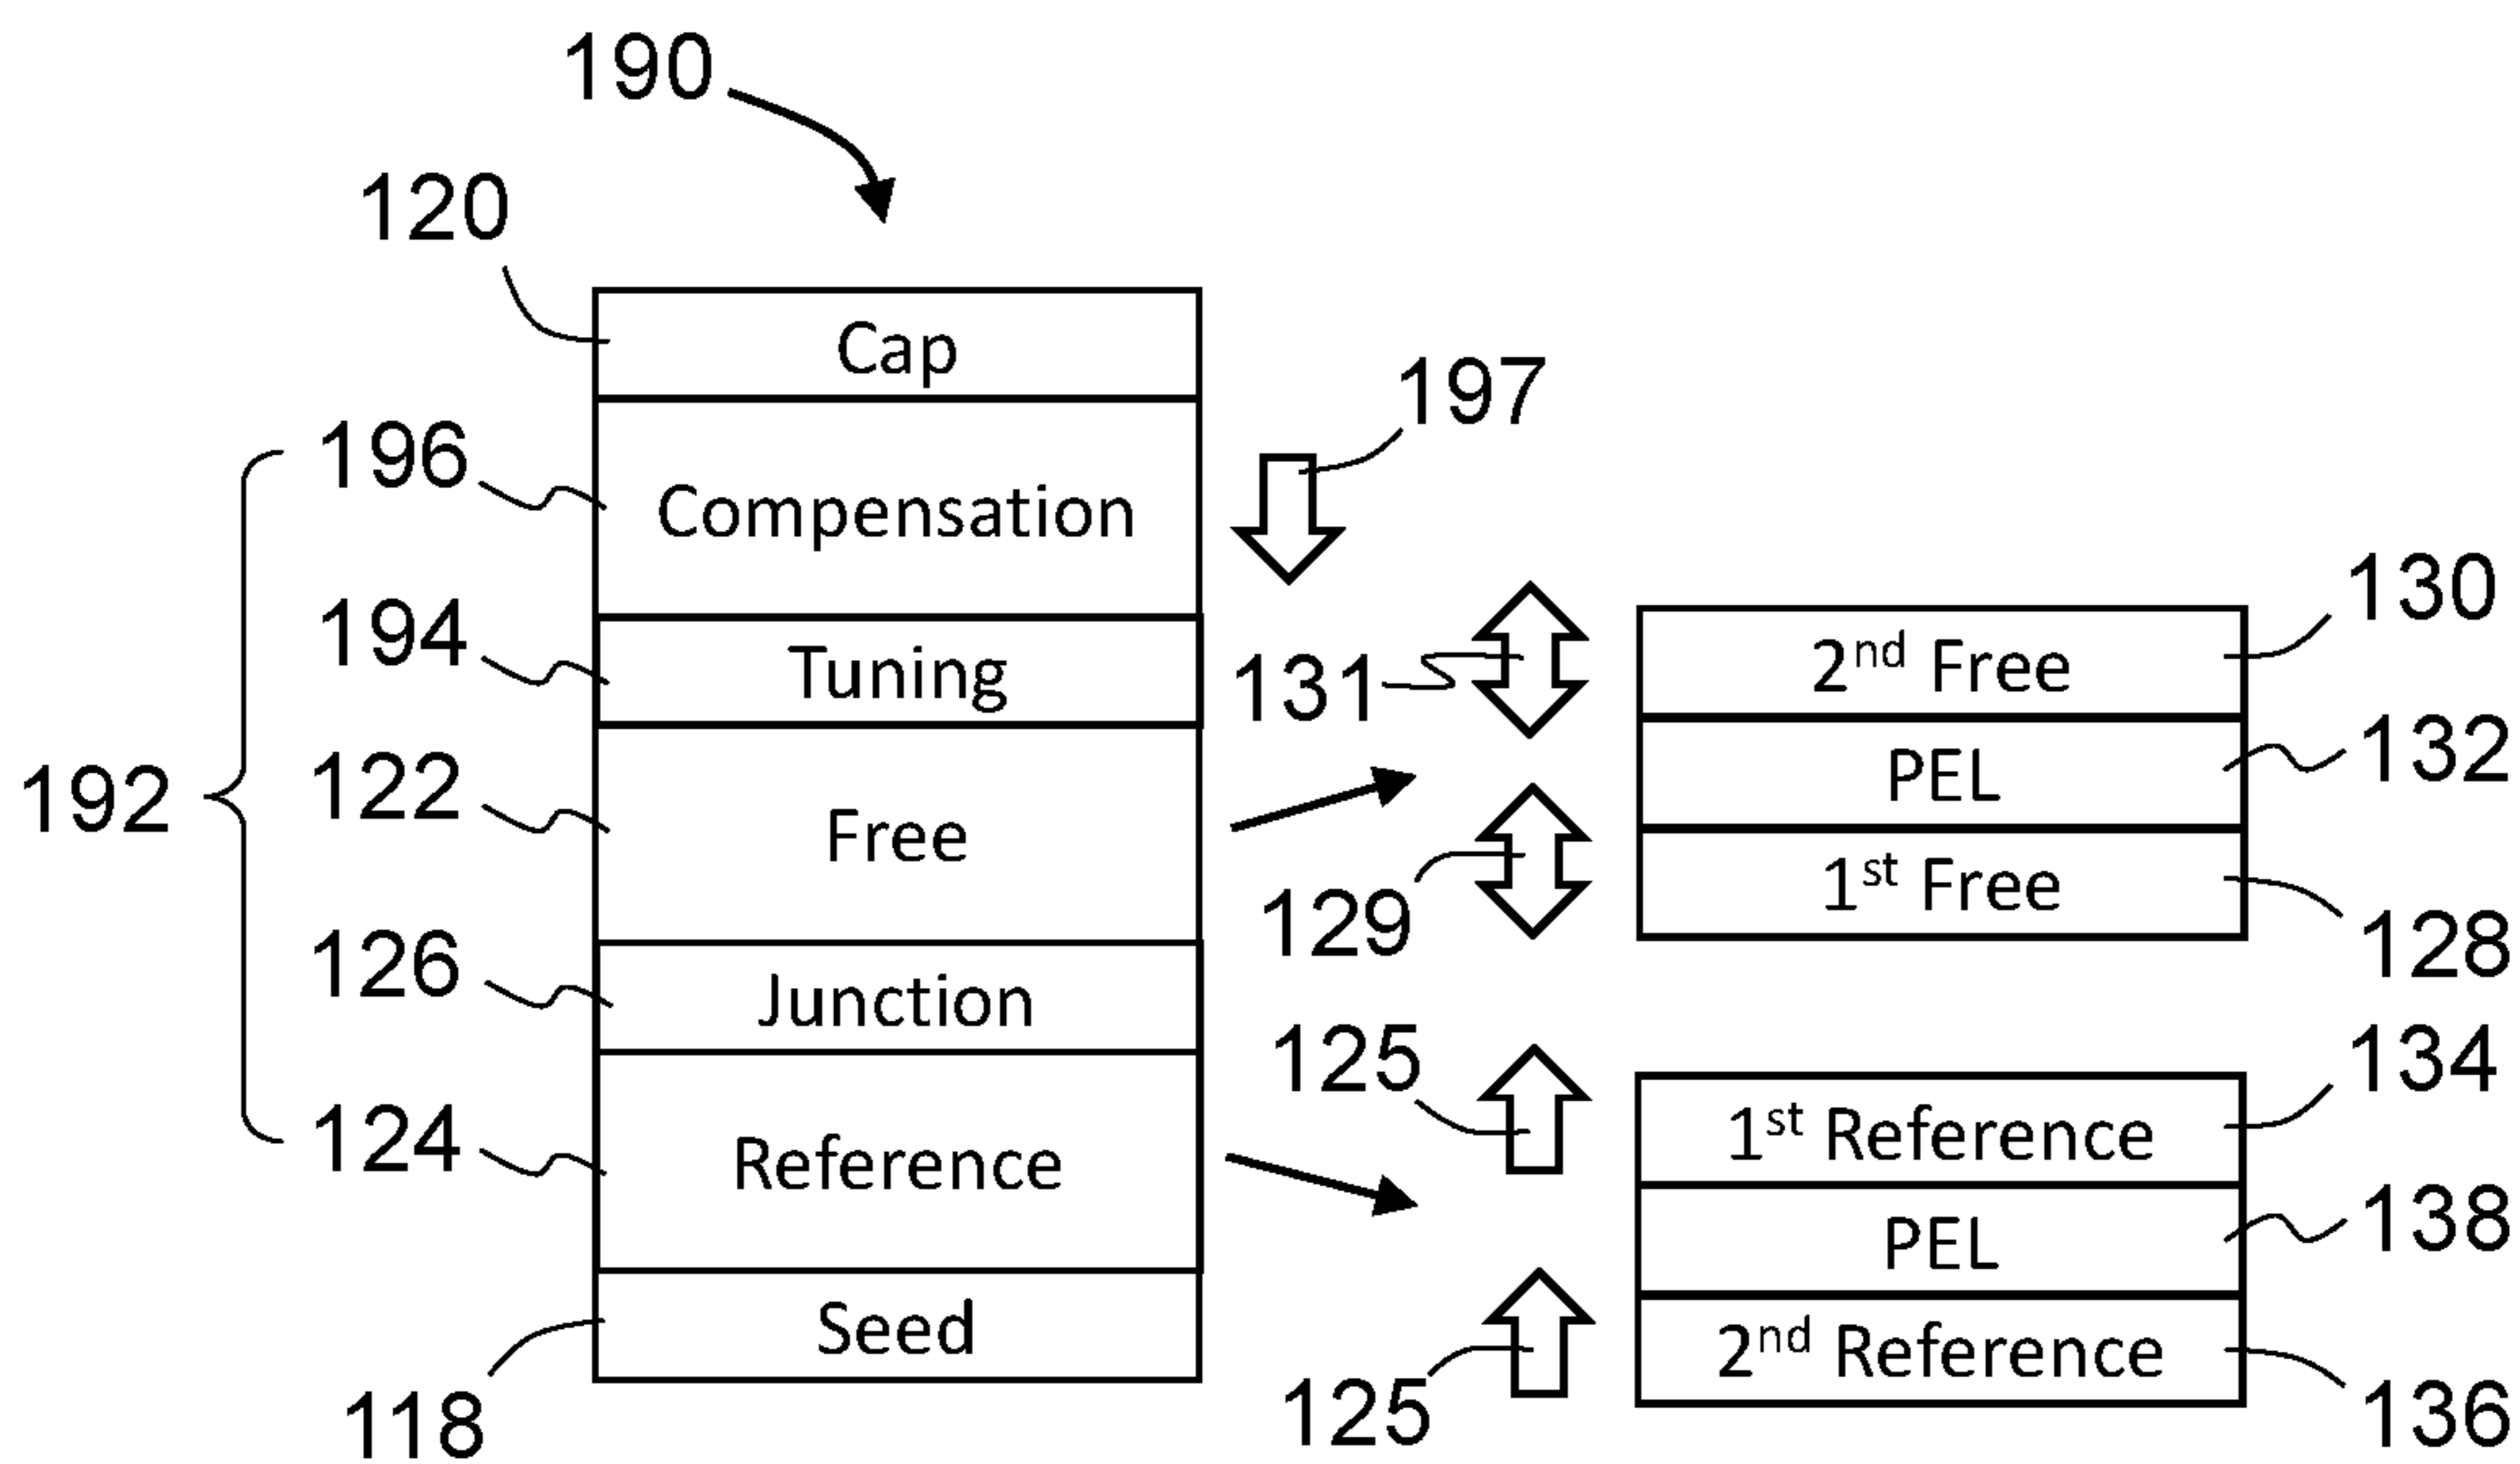 190
120
Cap
197
196
Compensation
130
194
Tuning
131
2nd Free
192
122
Free
132
PEL
129
1st Free
128
126
Junction
125
134
1st Reference
124
Reference
138
PEL
118
Seed
125
2nd Reference
136